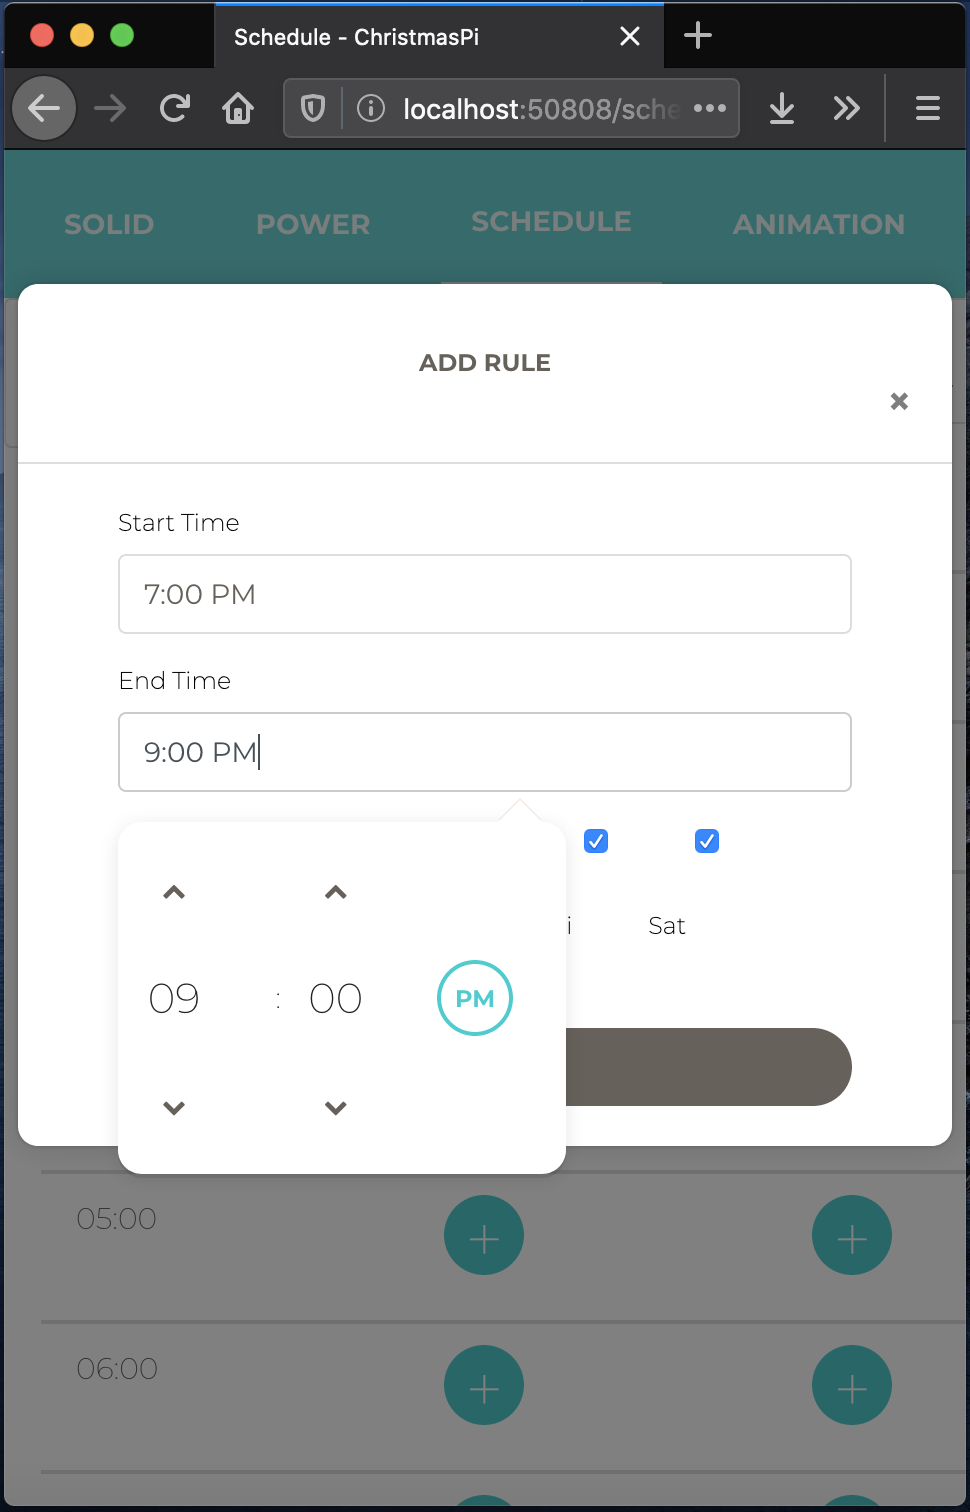 Schedule - ChristmasPi
localhost:50808/sche
SOLID POWER SCHEDULE ANIMATION
ADD RULE
Start Time
7:00 PM
End Time
9:00 PM
i Sat
09 : 00 PM
05:00
06:00